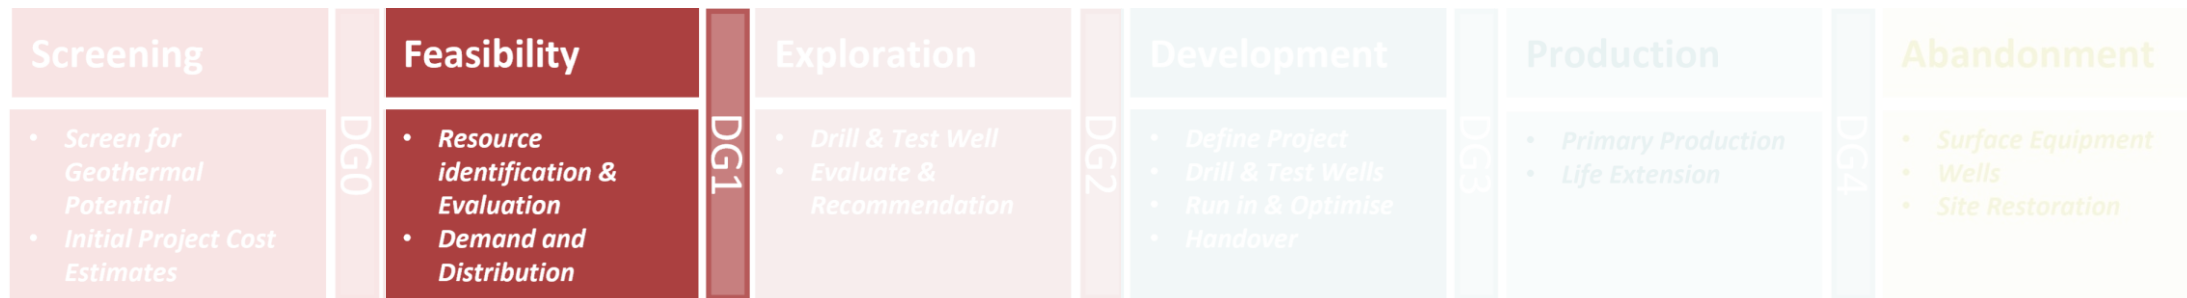 Screening
• Screen for
Geothermal
Potential
• Initial Project Cost
Estimates
DG0
Feasibility
• Resource
identification &
Evaluation
• Demand and
Distribution
DG1
Exploration
• Drill & Test Well
• Evaluate &
Recommendation
DG2
Development
• Define Project
• Drill & Test Wells
• Run in & Optimise
• Handover
DG3
Production
• Primary Production
• Life Extension
DG4
Abandonment
• Surface Equipment
• Wells
• Site Restoration